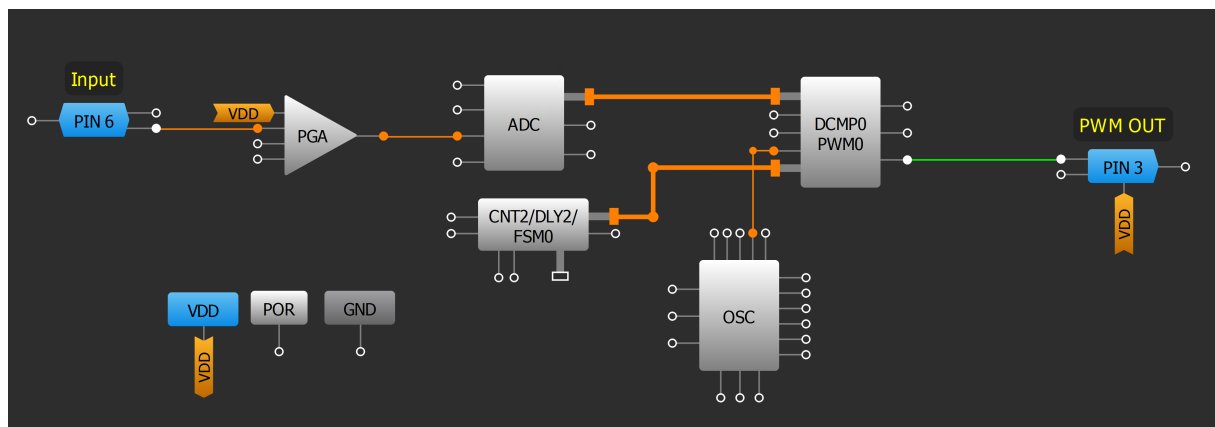 Input
PIN 6
VDD
PGA
ADC
DCMP0
PWM0
PWM OUT
PIN 3
VDD
CNT2/DLY2/
FSM0
OSC
VDD
POR
GND
VDD